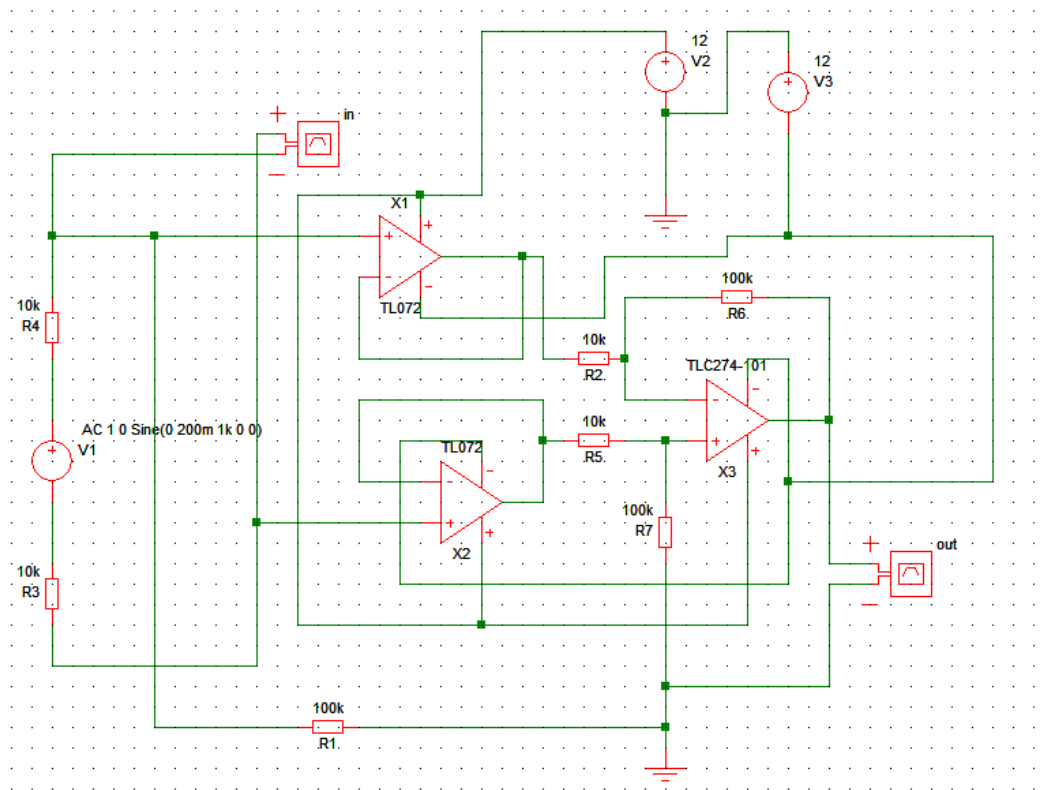 12
V2
12
V3
in
+
−
X1
+
+
-
−
TL072
10k
R4
100k
R6
10k
R2
TLC274-101
−
-
+
+
X3
AC 1 0 Sine(0 200m 1k 0 0)
V1
10k
R5
TL072
−
-
+
+
X2
100k
R7
out
+
−
10k
R3
100k
R1